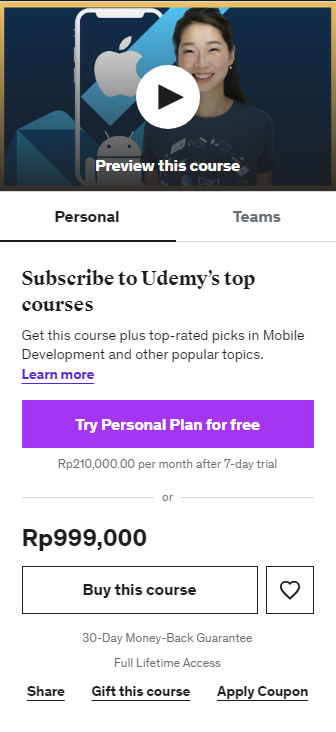 Preview this course
Dart
Personal
Teams
Subscribe to Udemy’s top
courses
Get this course plus top-rated picks in Mobile
Development and other popular topics.
Learn more
Try Personal Plan for free
Rp210,000.00 per month after 7-day trial
or
Rp999,000
Buy this course
30-Day Money-Back Guarantee
Full Lifetime Access
Share
Gift this course
Apply Coupon